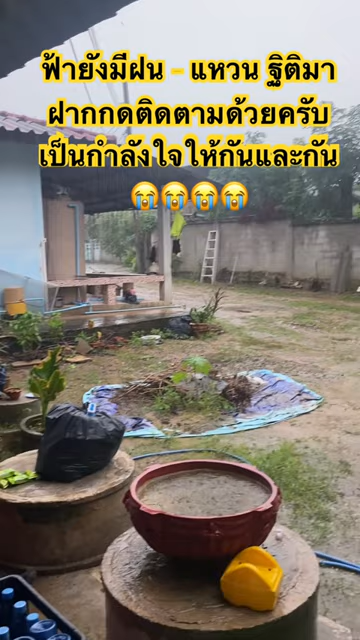 ฟ้ายังมีฝน - แหวน ฐิติมา
ฝากกดติดตามด้วยครับ
เป็นกำลังใจให้กันและกัน
😭😭😭😭